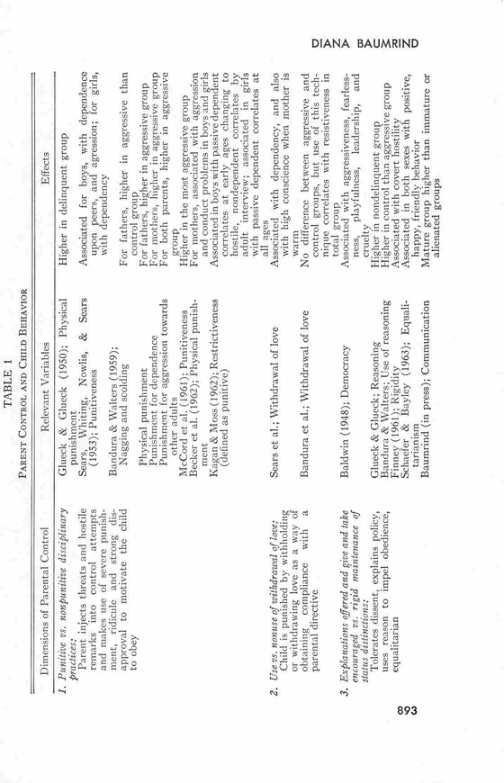 DIANA BAUMRIND
TABLE 1
PARENT CONTROL AND CHILD BEHAVIOR
Dimensions of Parental Control
Relevant Variables
Effects
1. Punitive vs. nonpunitive disciplinary
practices:
Parent injects threats and hostile
remarks into control attempts
and makes use of severe punish-
ment, ridicule and strong dis-
approval to motivate the child
to obey
Glueck & Glueck (1950); Physical
punishment
Higher in delinquent group
Sears, Whiting, Nowlis, & Sears
(1953); Punitiveness
Associated for boys, with dependence
upon peers, and agression; for girls,
with dependency
Bandura & Walters (1959);
Nagging and scolding
For fathers, higher in aggressive than
control group
Physical punishment
For fathers, higher in aggressive group
Punishment for dependence
For mothers, higher in aggressive group
Punishment for aggression towards
other adults
For both parents, higher in aggressive
group
McCord et al. (1961); Punitiveness
Higher in the most aggressive group
Becker et al. (1962); Physical punish-
ment
For mothers, associated with aggression
and conduct problems in boys and girls
Kagan & Moss (1962); Restrictiveness
(defined as punitive)
Associated in boys with passive dependent
correlates at early ages changing to
hostile, independent correlates by
adult interview; associated in girls
with passive dependent correlates at
all ages
2. Use vs. nonuse of withdrawal of love:
Child is punished by withholding
or withdrawing love as a way of
obtaining compliance with a
parental directive
Sears et al.; Withdrawal of love
Associated with dependency, and also
with high conscience when mother is
warm
Bandura et al.; Withdrawal of love
No difference between aggressive and
control groups, but use of this tech-
nique correlates with resistiveness in
total group
3. Explanations offered and give and take
encouraged vs. rigid maintenance of
status distinctions:
Tolerates dissent, explains policy,
uses reason to impel obedience,
equalitarian
Baldwin (1948); Democracy
Associated with aggressiveness, fearless-
ness, playfulness, leadership, and
cruelty
Glueck & Glueck; Reasoning
Higher in nondelinquent group
Bandura & Walters; Use of reasoning
Higher in control than aggressive group
Finney (1961); Rigidity
Associated with covert hostility
Schaefer & Bayley (1963); Equali-
tarianism
Associated in both sexes with positive,
happy, friendly behavior
Baumrind (in press); Communication
Mature group higher than immature or
alienated groups
893